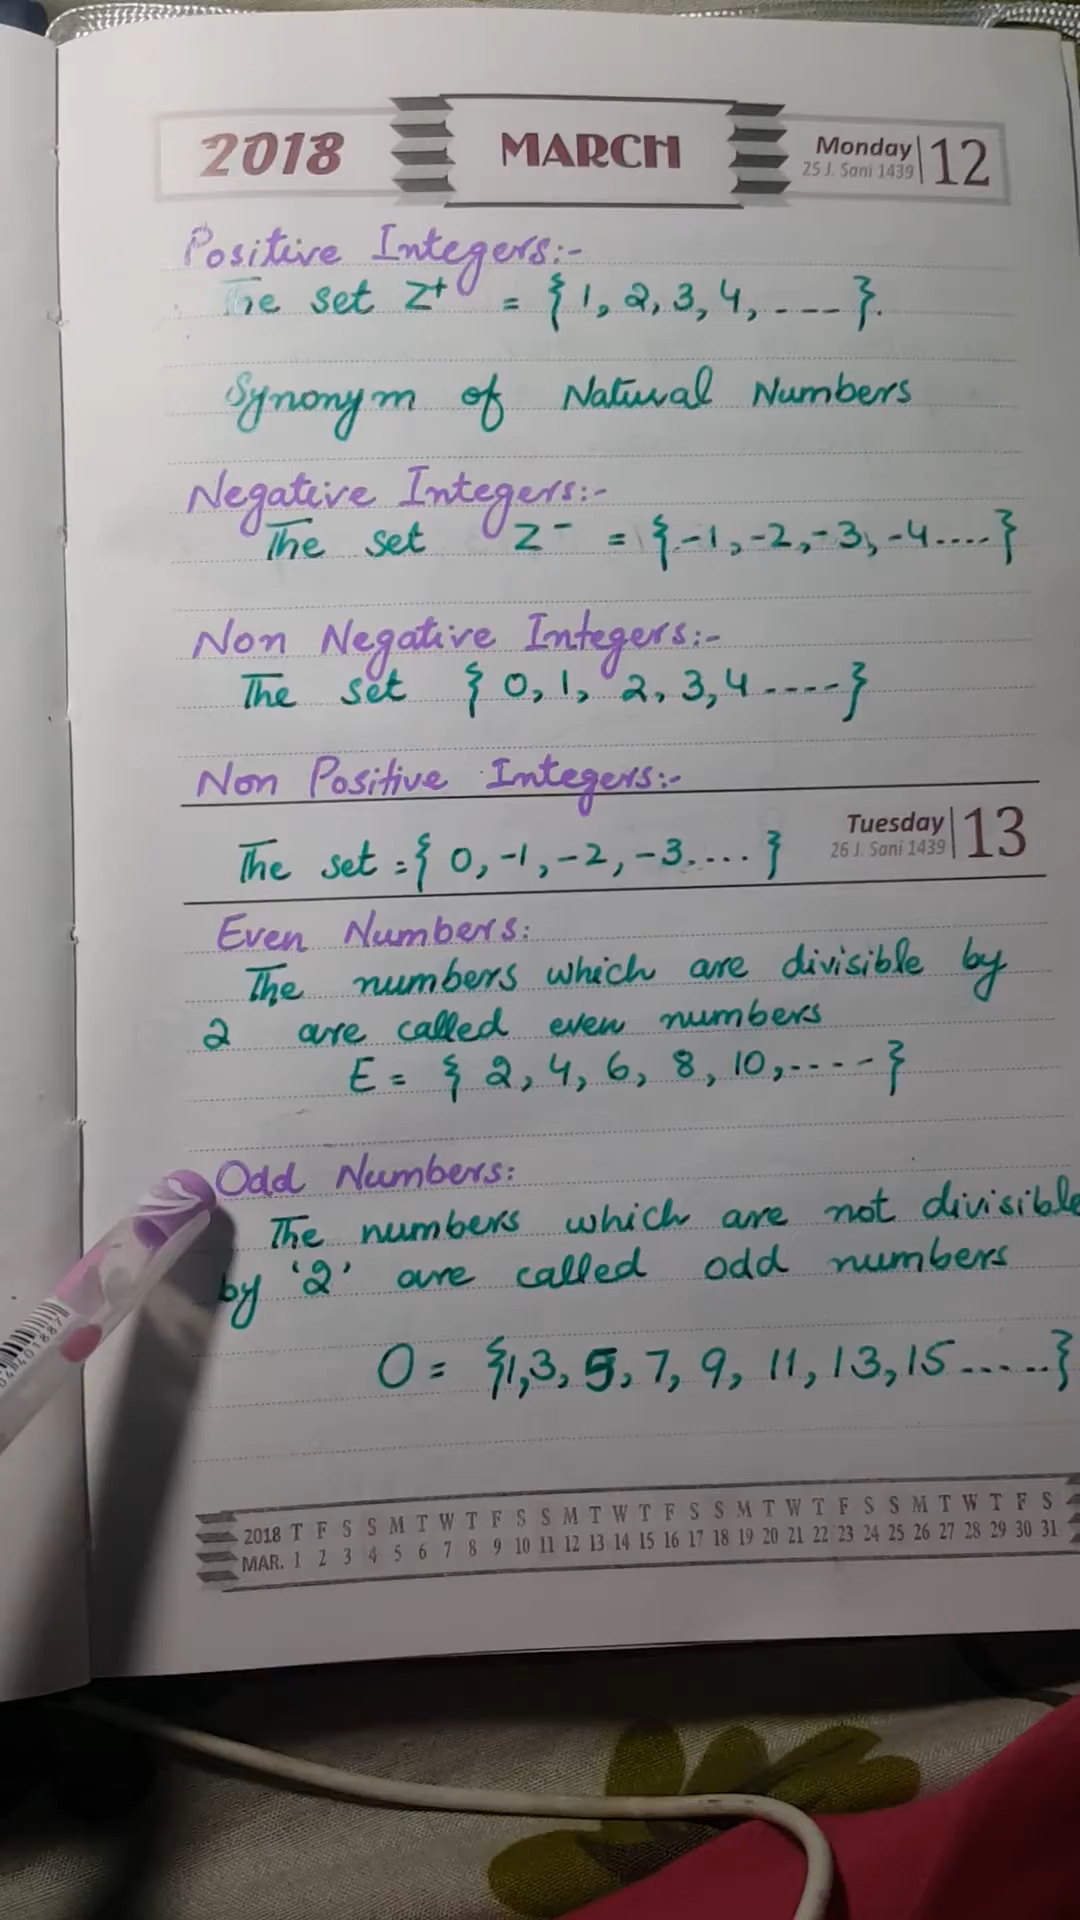 2018 MARCH Monday 12
25 J. Sani 1439
Positive Integers:-
The set Z+ = {1, 2, 3, 4, ---}.
Synonym of Natural Numbers
Negative Integers:-
The set Z- = {-1, -2, -3, -4....}
Non Negative Integers:-
The set { 0, 1, 2, 3, 4 ----}
Non Positive Integers:-
Tuesday 13
26 J. Sani 1439
The set = { 0, -1, -2, -3.... }
Even Numbers:
The numbers which are divisible by
2 are called even numbers
E = { 2, 4, 6, 8, 10, ---- }
Odd Numbers:
The numbers which are not divisible
by '2' are called odd numbers
O = {1, 3, 5, 7, 9, 11, 13, 15 ......}
2018 T F S S M T W T F S S M T W T F S S M T W T F S S M T W T F S
MAR. 1 2 3 4 5 6 7 8 9 10 11 12 13 14 15 16 17 18 19 20 21 22 23 24 25 26 27 28 29 30 31